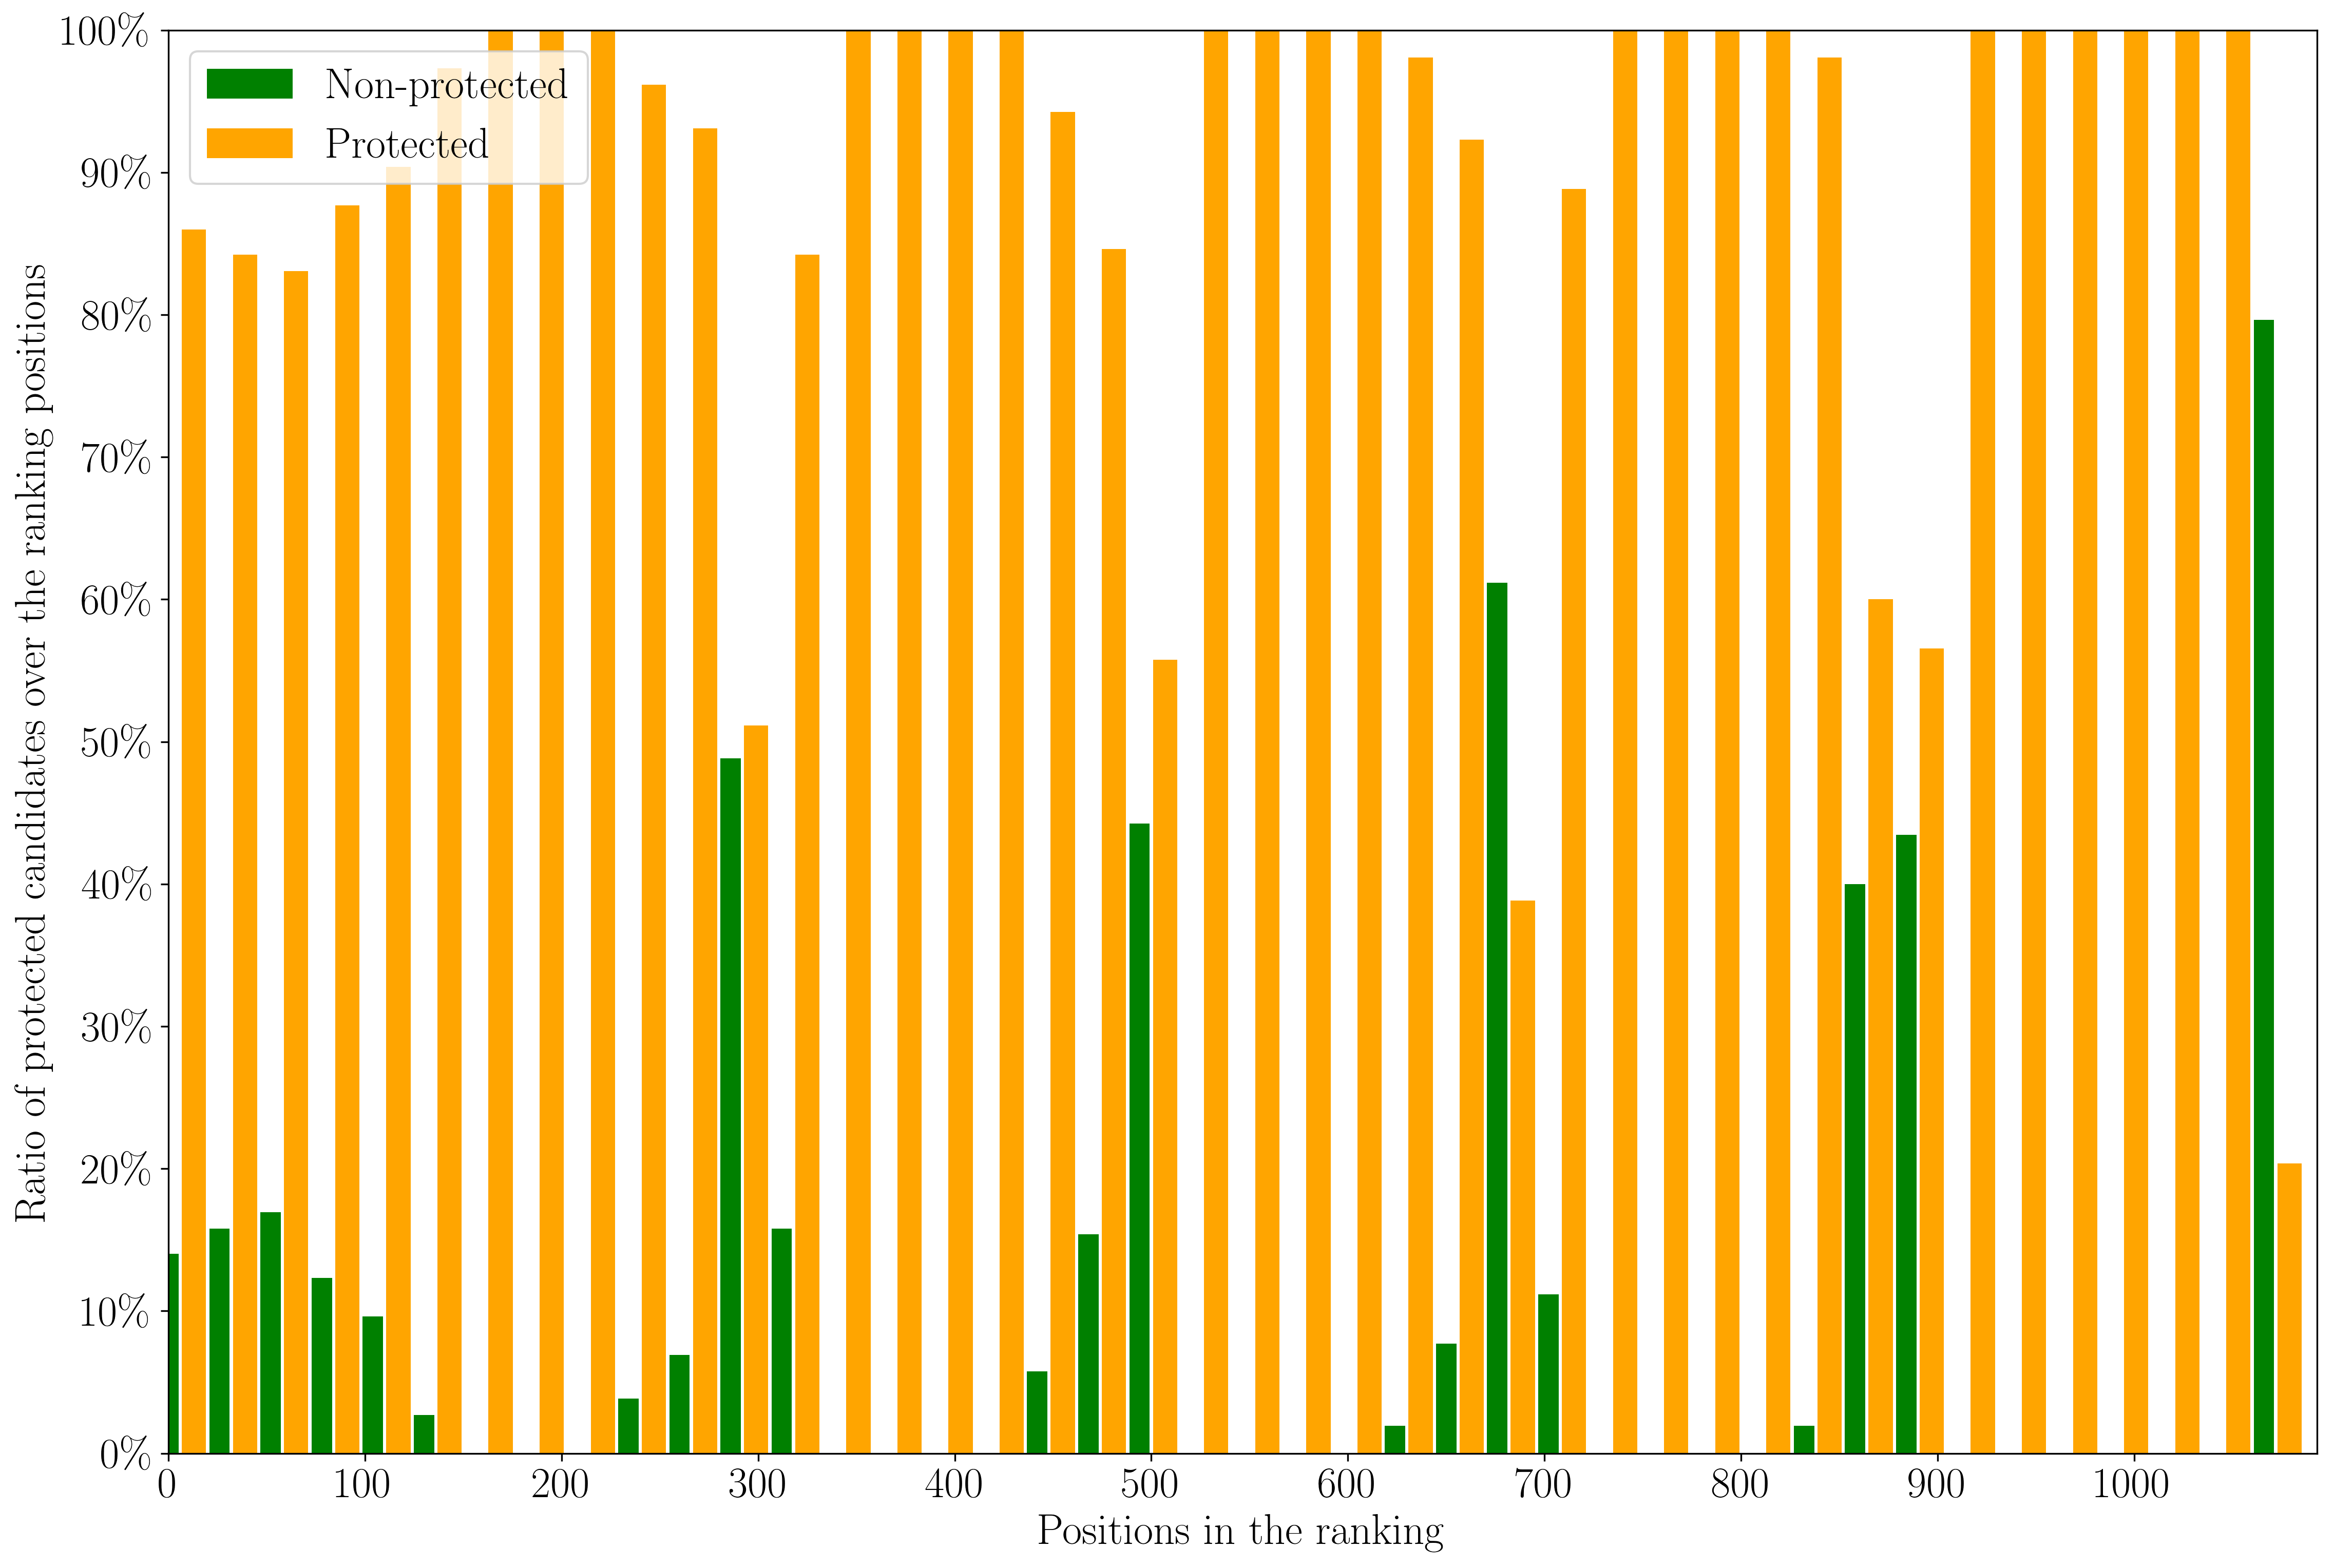 Ratio of protected candidates over the ranking positions
100%
90%
80%
70%
60%
50%
40%
30%
20%
10%
0%
Non-protected
Protected
0 100 200 300 400 500 600 700 800 900 1000
Positions in the ranking